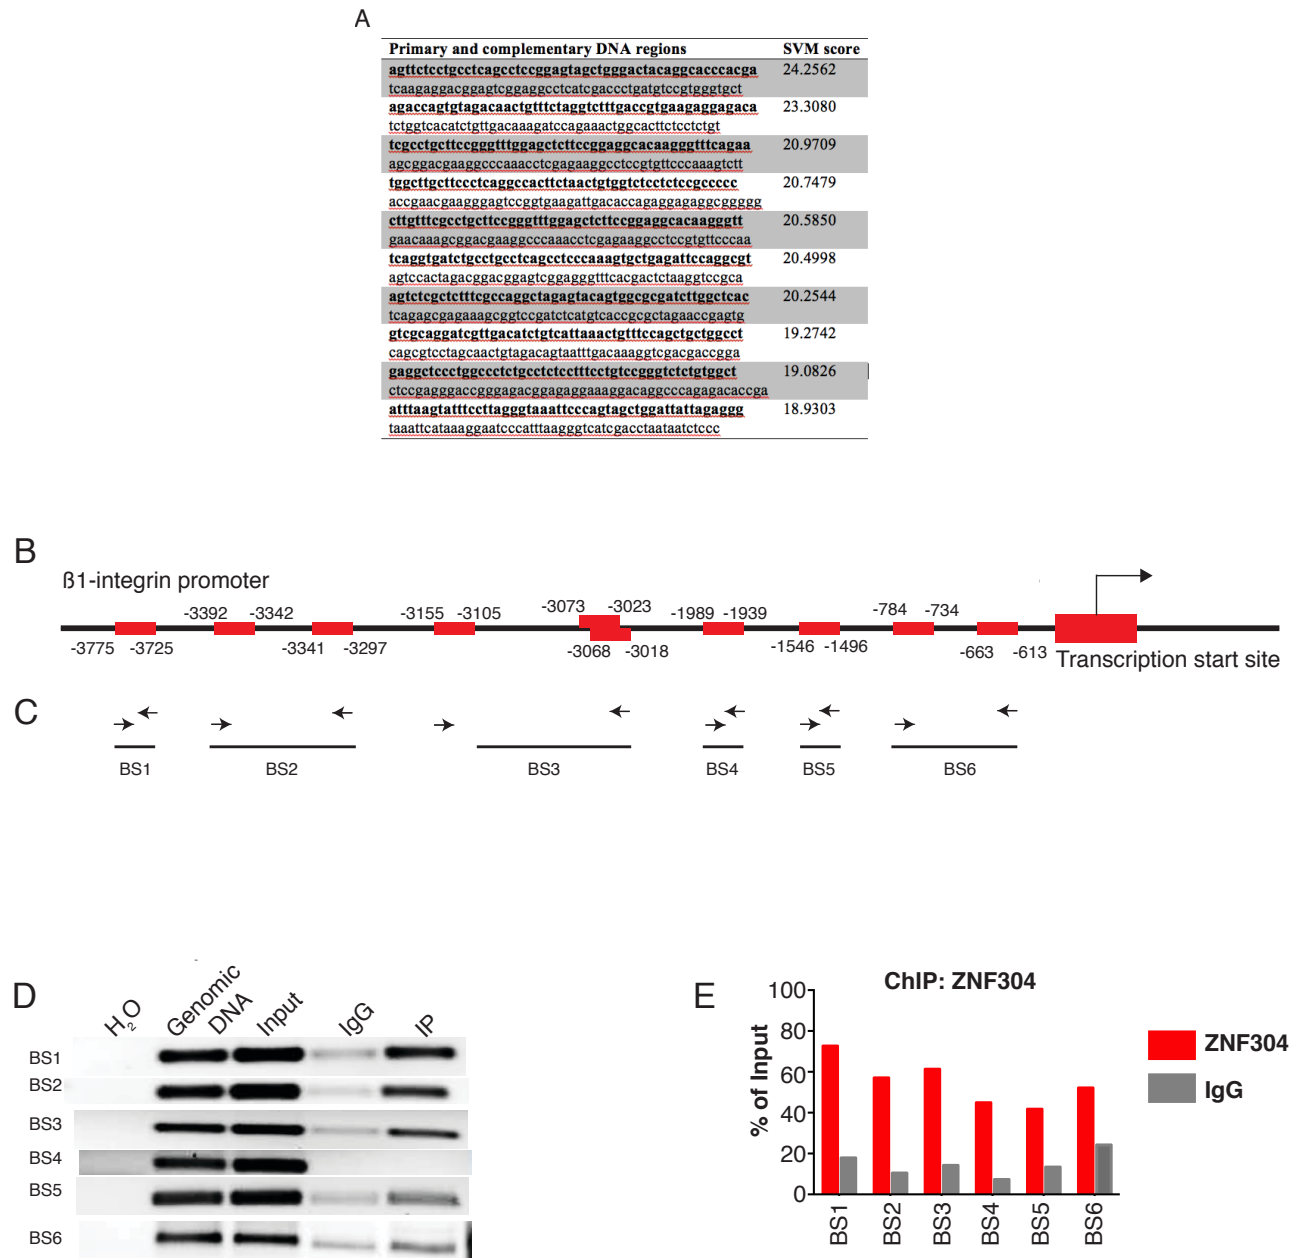 A
Primary and complementary DNA regions SVM score
agttctcctgcctcagcctccggagtagctgggactacaggcacccacga 24.2562
tcaagaggacggagtcggaggcctcatcgaccctgatgtccgtgggtgct
agaccagtgtagacaactgtttctaggtctttgaccgtgaagaggagaca 23.3080
tctggtcacatctgttgacaaagatccagaaactggcacttctcctctgt
tcgcctgcttccgggtttggagctcttccggaggcacaagggtttcagaa 20.9709
agcggacgaaggcccaaacctcgagaaggcctccgtgttcccaaagtctt
tggcttgcttccctcaggccacttctaactgtggtctcctctccgccccc 20.7479
accgaacgaagggagtccggtgaagattgacaccagaggagaggcggggg
cttgtttcgcctgcttccgggtttggagctcttccggaggcacaagggtt 20.5850
gaacaaagcggacgaaggcccaaacctcgagaaggcctccgtgttcccaa
tcaggtgatctgcctgcctcagcctcccaaagtgctgagattccaggcgt 20.4998
agtccactagacggacggagtcggagggtttcacgactctaaggtccgca
agtctcgctctttcgccaggctagagtacagtggcgcgatcttggctcac 20.2544
tcagagcgagaaagcggtccgatctcatgtcaccgcgctagaaccgagtg
gtcgcaggatcgttgacatctgtcattaaactgtttccagctgctggcct 19.2742
cagcgtcctagcaactgtagacagtaatttgacaaaggtcgacgaccgga
gaggctccctggccctctgcctctcctttcctgtccgggtctctgtggct 19.0826
ctccgagggaccgggagacggagaggaaaggacaggcccagagacaccga
atttaagtatttccttagggtaaattcccagtagctggattattagaggg 18.9303
taaattcataaaggaatcccatttaagggtcatcgacctaataatctccc
B
ß1-integrin promoter
-3392 -3342 -3155 -3105 -3073 -3023 -1989 -1939 -784 -734
-3775 -3725 -3341 -3297 -3068 -3018 -1546 -1496 -663 -613 Transcription start site
C
BS1 BS2 BS3 BS4 BS5 BS6
D
H2O Genomic DNA Input IgG IP
BS1
BS2
BS3
BS4
BS5
BS6
E
ChIP: ZNF304
% of Input
100
80
60
40
20
0
BS1 BS2 BS3 BS4 BS5 BS6
ZNF304
IgG